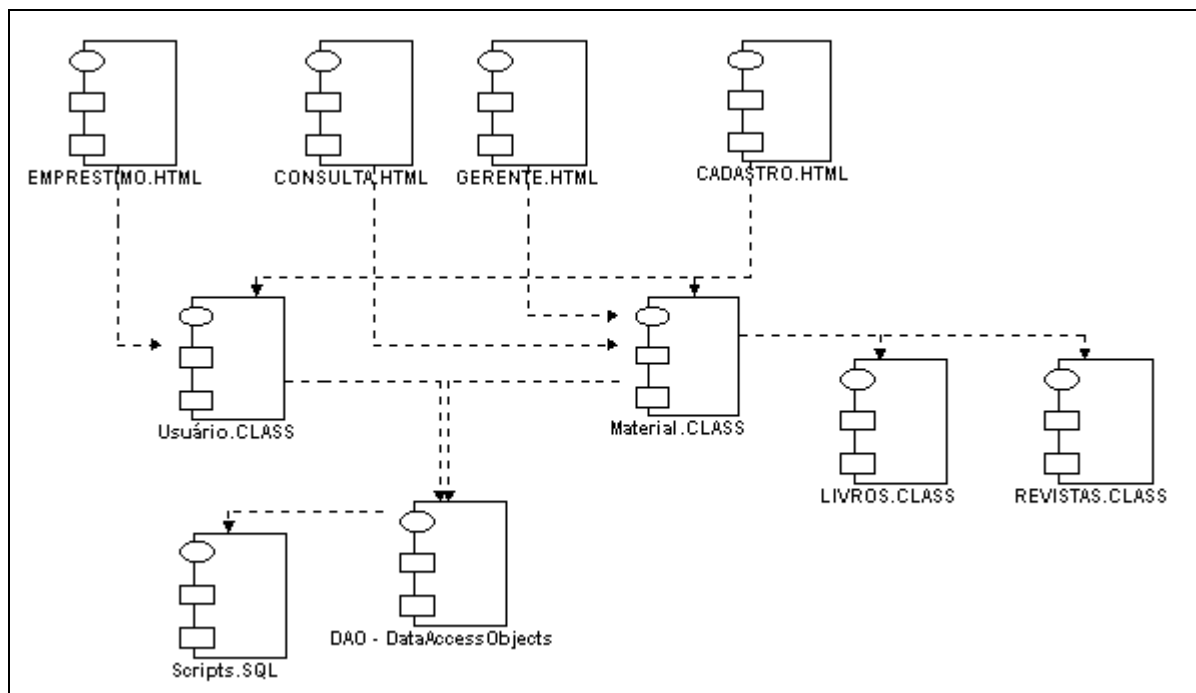 EMPRESTIMO.HTML
CONSULTA.HTML
GERENTE.HTML
CADASTRO.HTML
Usuário.CLASS
Material.CLASS
LIVROS.CLASS
REVISTAS.CLASS
DAO - DataAccessObjects
Scripts.SQL